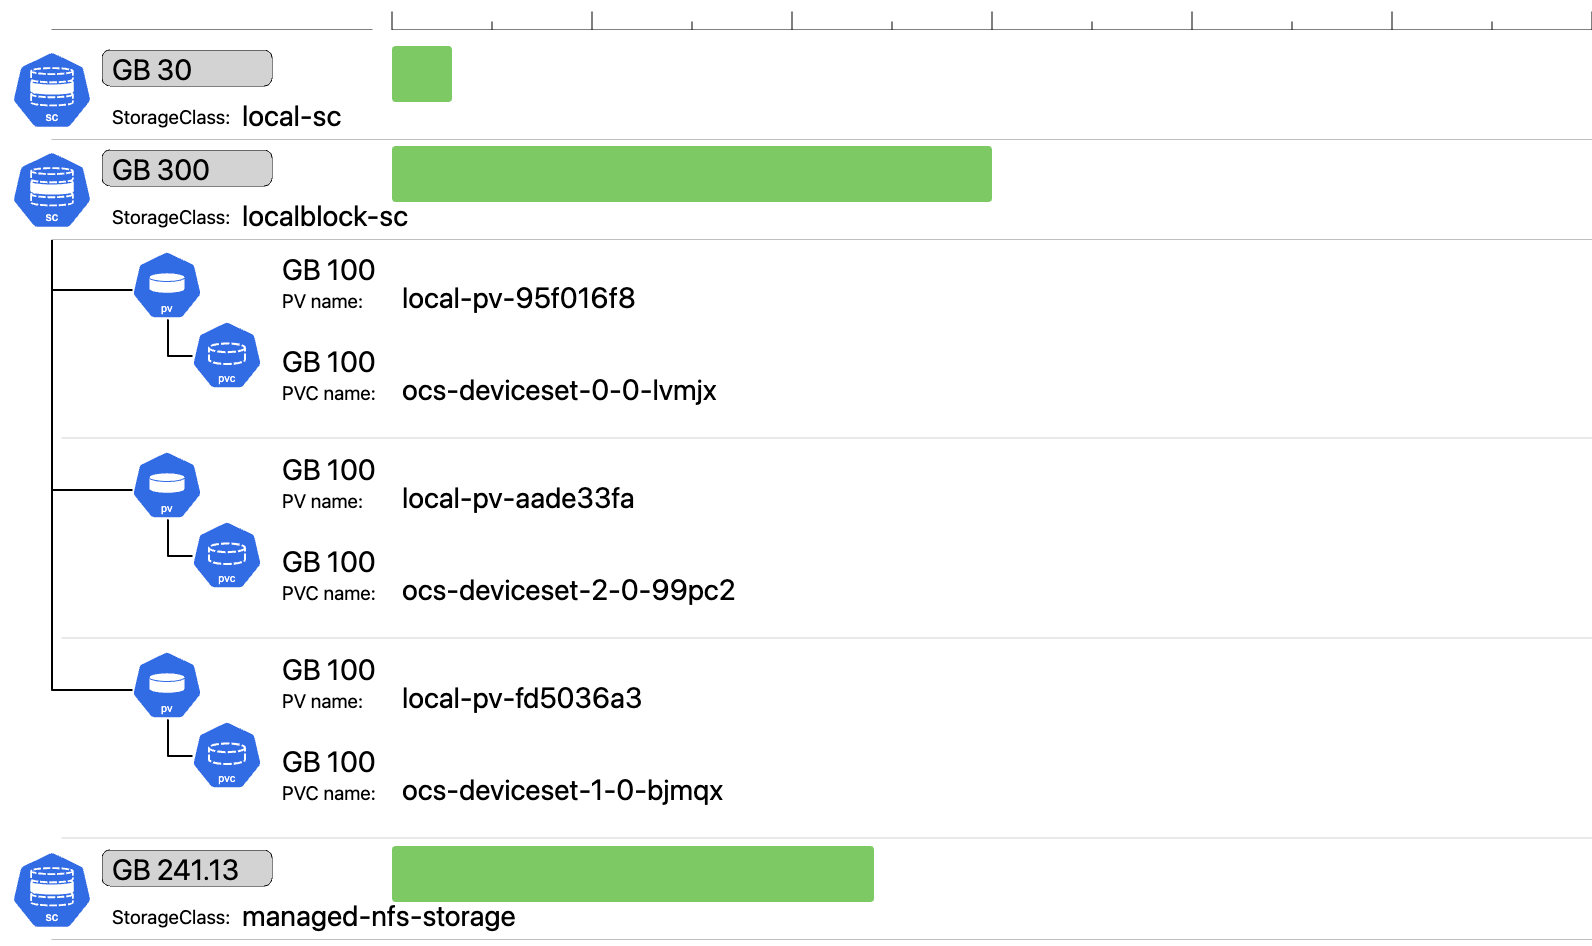 GB 30
sc
StorageClass: local-sc
GB 300
sc
StorageClass: localblock-sc
GB 100
pv
PV name: local-pv-95f016f8
GB 100
pvc
PVC name: ocs-deviceset-0-0-lvmjx
GB 100
pv
PV name: local-pv-aade33fa
GB 100
pvc
PVC name: ocs-deviceset-2-0-99pc2
GB 100
pv
PV name: local-pv-fd5036a3
GB 100
pvc
PVC name: ocs-deviceset-1-0-bjmqx
GB 241.13
sc
StorageClass: managed-nfs-storage